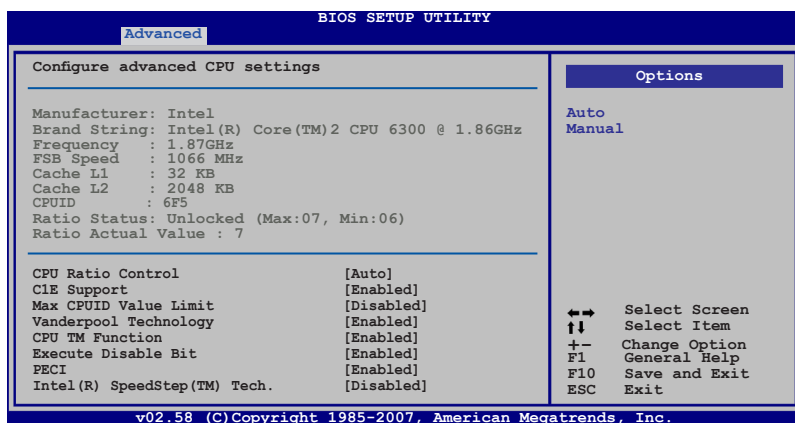 BIOS SETUP UTILITY
Advanced
Configure advanced CPU settings
Manufacturer: Intel
Brand String: Intel(R) Core(TM)2 CPU 6300 @ 1.86GHz
Frequency : 1.87GHz
FSB Speed : 1066 MHz
Cache L1 : 32 KB
Cache L2 : 2048 KB
CPUID : 6F5
Ratio Status: Unlocked (Max:07, Min:06)
Ratio Actual Value : 7
CPU Ratio Control [Auto]
C1E Support [Enabled]
Max CPUID Value Limit [Disabled]
Vanderpool Technology [Enabled]
CPU TM Function [Enabled]
Execute Disable Bit [Enabled]
PECI [Enabled]
Intel(R) SpeedStep(TM) Tech. [Disabled]
Options
Auto
Manual
←→ Select Screen
↑↓ Select Item
+- Change Option
F1 General Help
F10 Save and Exit
ESC Exit
v02.58 (C)Copyright 1985-2007, American Megatrends, Inc.